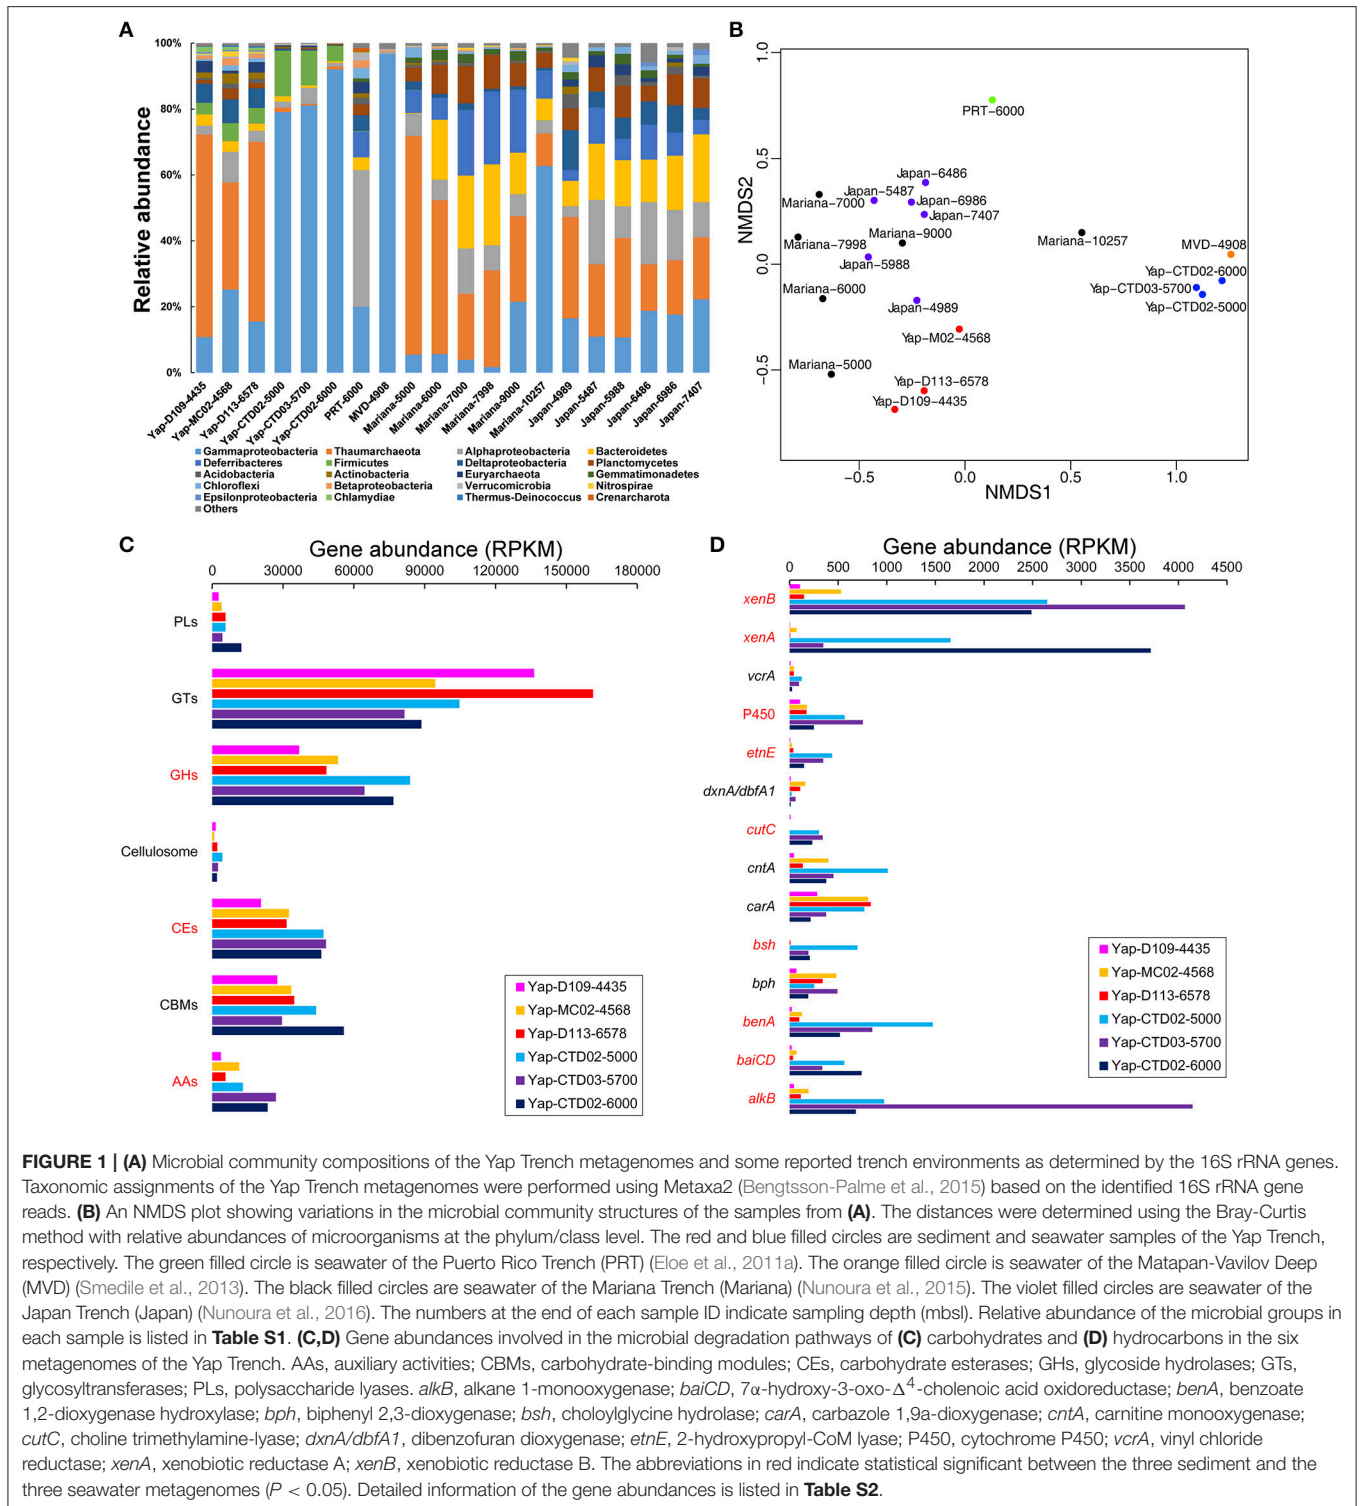 A
Relative abundance
100%
80%
60%
40%
20%
0%
Yap-D109-4435
Yap-MC02-4568
Yap-D113-6578
Yap-CTD02-5000
Yap-CTD03-5700
Yap-CTD02-6000
PRT-6000
MVD-4908
Mariana-5000
Mariana-6000
Mariana-7000
Mariana-7998
Mariana-9000
Mariana-10257
Japan-4989
Japan-5487
Japan-5988
Japan-6486
Japan-6986
Japan-7407
Gammaproteobacteria Thaumarchaeota Alphaproteobacteria Bacteroidetes
Deferribacteres Firmicutes Deltaproteobacteria Planctomycetes
Acidobacteria Actinobacteria Euryarchaeota Gemmatimonadetes
Chloroflexi Betaproteobacteria Verrucomicrobia Nitrospirae
Epsilonproteobacteria Chlamydiae Thermus-Deinococcus Crenarcharota
Others
B
NMDS2
1.0
0.5
0.0
−0.5
PRT−6000
Japan−6486
Japan−5487
Mariana−7000
Japan−6986
Japan−7407
Mariana−9000
Mariana−7998
Mariana−10257
MVD−4908
Japan−5988
Yap−CTD02−6000
Mariana−6000
Yap−CTD03−5700
Japan−4989
Yap−CTD02−5000
Yap−M02−4568
Mariana−5000
Yap−D113−6578
Yap−D109−4435
−0.5 0.0 0.5 1.0
NMDS1
C
Gene abundance (RPKM)
0 30000 60000 90000 120000 150000 180000
PLs
GTs
GHs
Cellulosome
CEs
CBMs
AAs
Yap-D109-4435
Yap-MC02-4568
Yap-D113-6578
Yap-CTD02-5000
Yap-CTD03-5700
Yap-CTD02-6000
D
Gene abundance (RPKM)
0 500 1000 1500 2000 2500 3000 3500 4000 4500
xenB
xenA
vcrA
P450
etnE
dxnA/dbfA1
cutC
cntA
carA
bsh
bph
benA
baiCD
alkB
Yap-D109-4435
Yap-MC02-4568
Yap-D113-6578
Yap-CTD02-5000
Yap-CTD03-5700
Yap-CTD02-6000
FIGURE 1 | (A) Microbial community compositions of the Yap Trench metagenomes and some reported trench environments as determined by the 16S rRNA genes.
Taxonomic assignments of the Yap Trench metagenomes were performed using Metaxa2 (Bengtsson-Palme et al., 2015) based on the identified 16S rRNA gene
reads. (B) An NMDS plot showing variations in the microbial community structures of the samples from (A). The distances were determined using the Bray-Curtis
method with relative abundances of microorganisms at the phylum/class level. The red and blue filled circles are sediment and seawater samples of the Yap Trench,
respectively. The green filled circle is seawater of the Puerto Rico Trench (PRT) (Eloe et al., 2011a). The orange filled circle is seawater of the Matapan-Vavilov Deep
(MVD) (Smedile et al., 2013). The black filled circles are seawater of the Mariana Trench (Mariana) (Nunoura et al., 2015). The violet filled circles are seawater of the
Japan Trench (Japan) (Nunoura et al., 2016). The numbers at the end of each sample ID indicate sampling depth (mbsl). Relative abundance of the microbial groups in
each sample is listed in Table S1. (C,D) Gene abundances involved in the microbial degradation pathways of (C) carbohydrates and (D) hydrocarbons in the six
metagenomes of the Yap Trench. AAs, auxiliary activities; CBMs, carbohydrate-binding modules; CEs, carbohydrate esterases; GHs, glycoside hydrolases; GTs,
glycosyltransferases; PLs, polysaccharide lyases. alkB, alkane 1-monooxygenase; baiCD, 7α-hydroxy-3-oxo-Δ⁴-cholenoic acid oxidoreductase; benA, benzoate
1,2-dioxygenase hydroxylase; bph, biphenyl 2,3-dioxygenase; bsh, choloylglycine hydrolase; carA, carbazole 1,9a-dioxygenase; cntA, carnitine monooxygenase;
cutC, choline trimethylamine-lyase; dxnA/dbfA1, dibenzofuran dioxygenase; etnE, 2-hydroxypropyl-CoM lyase; P450, cytochrome P450; vcrA, vinyl chloride
reductase; xenA, xenobiotic reductase A; xenB, xenobiotic reductase B. The abbreviations in red indicate statistical significant between the three sediment and the
three seawater metagenomes (P < 0.05). Detailed information of the gene abundances is listed in Table S2.